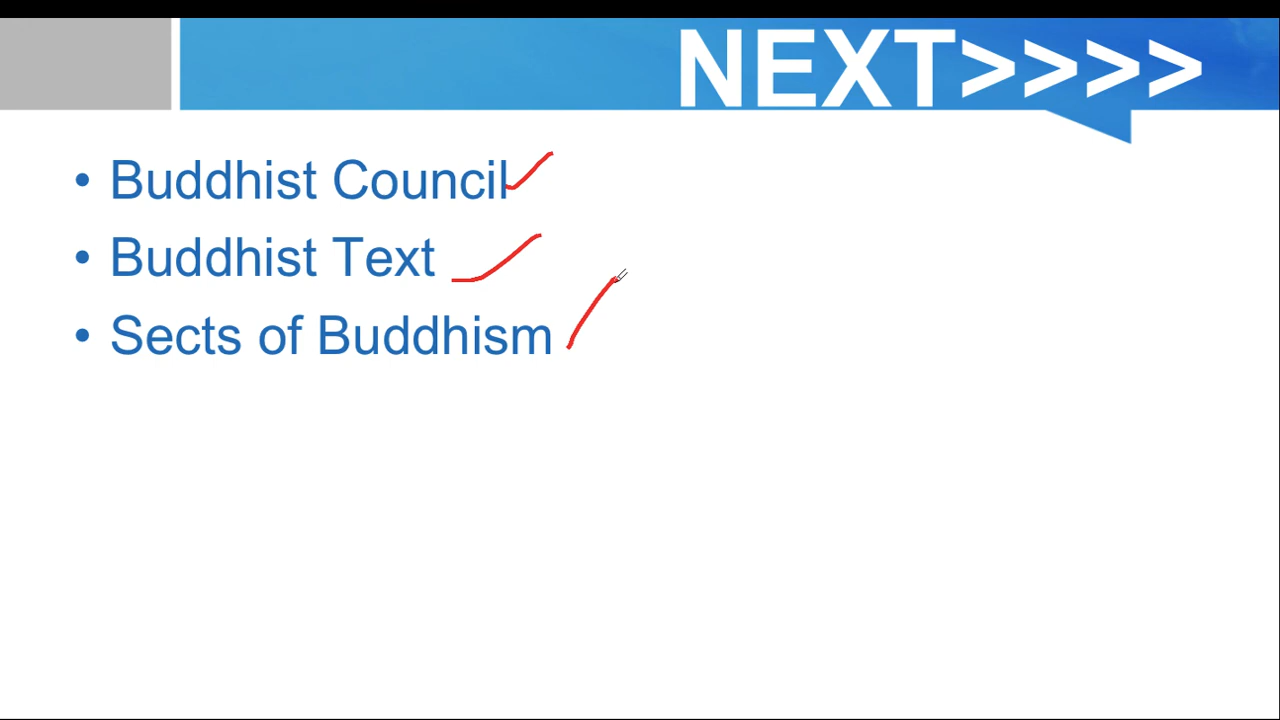 NEXT>>>>
• Buddhist Council
• Buddhist Text
• Sects of Buddhism